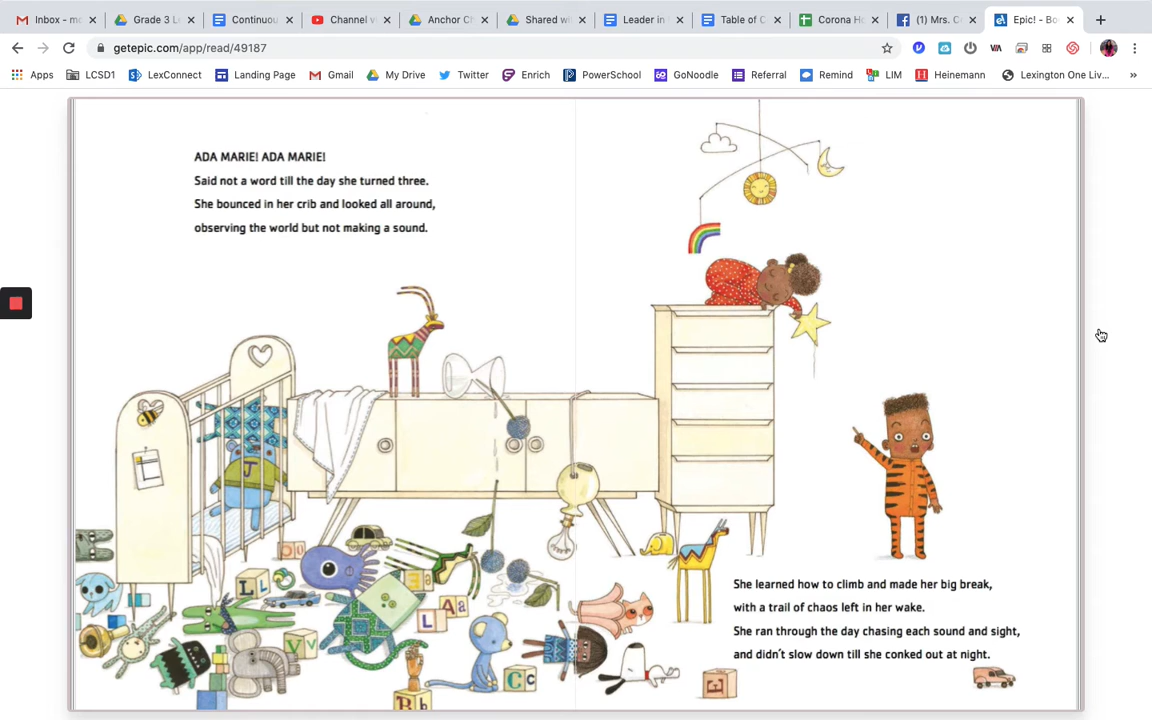 Inbox - m
Grade 3 L
Continuou
Channel v
Anchor Ch
Shared wi
Leader in
Table of C
Corona Ho
(1) Mrs. C
Epic! - Bo
getepic.com/app/read/49187
Apps
LCSD1
LexConnect
Landing Page
Gmail
My Drive
Twitter
Enrich
PowerSchool
GoNoodle
Referral
Remind
LIM
Heinemann
Lexington One Liv...
ADA MARIE! ADA MARIE!
Said not a word till the day she turned three.
She bounced in her crib and looked all around,
observing the world but not making a sound.
J
L L
V v
L A a
C c
B b
E
She learned how to climb and made her big break,
with a trail of chaos left in her wake.
She ran through the day chasing each sound and sight,
and didn't slow down till she conked out at night.